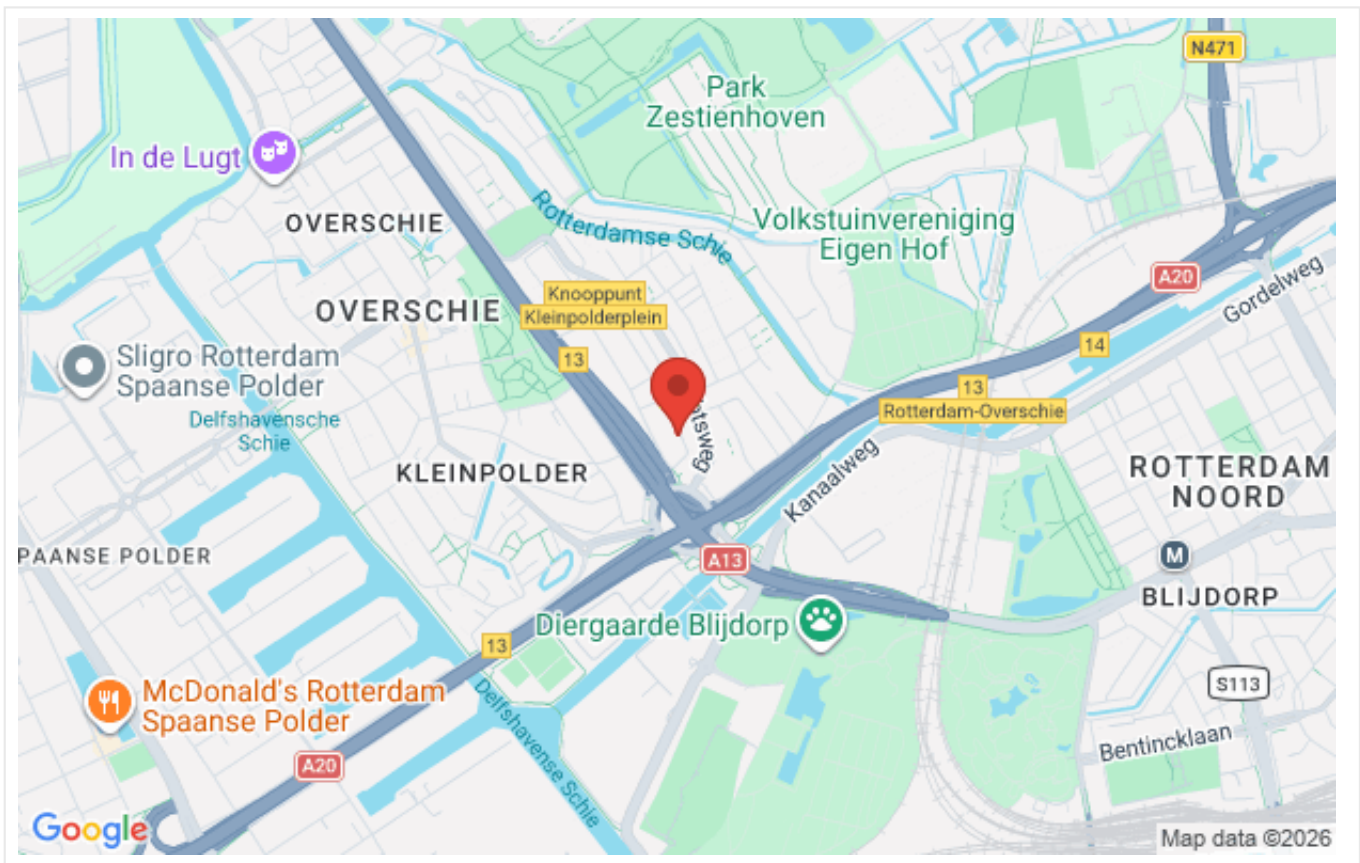 N471
Park
Zestienhoven
In de Lugt
OVERSCHIE
Rotterdamse Schie
Volkstuinvereniging
Eigen Hof
A20
Gordelweg
Knooppunt
Kleinpolderplein
OVERSCHIE
13
14
Sligro Rotterdam
Spaanse Polder
13
Rotterdam-Overschie
Delfshavensche
Schie
KLEINPOLDER
Kanaalweg
ROTTERDAM
NOORD
PAANSE POLDER
A13
M
BLIJDORP
Diergaarde Blijdorp
13
S113
McDonald's Rotterdam
Spaanse Polder
Delfshavense Schie
Bentincklaan
A20
Google
Map data ©2026